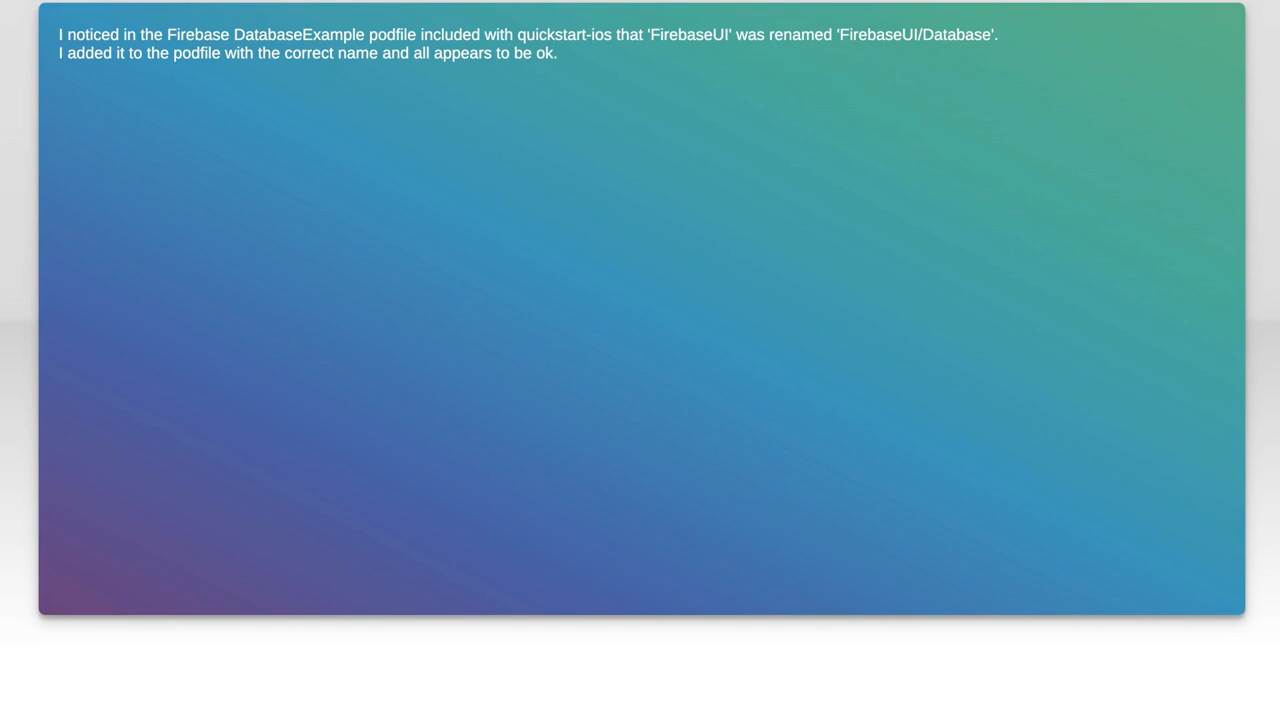 I noticed in the Firebase DatabaseExample podfile included with quickstart-ios that 'FirebaseUI' was renamed 'FirebaseUI/Database'.
I added it to the podfile with the correct name and all appears to be ok.